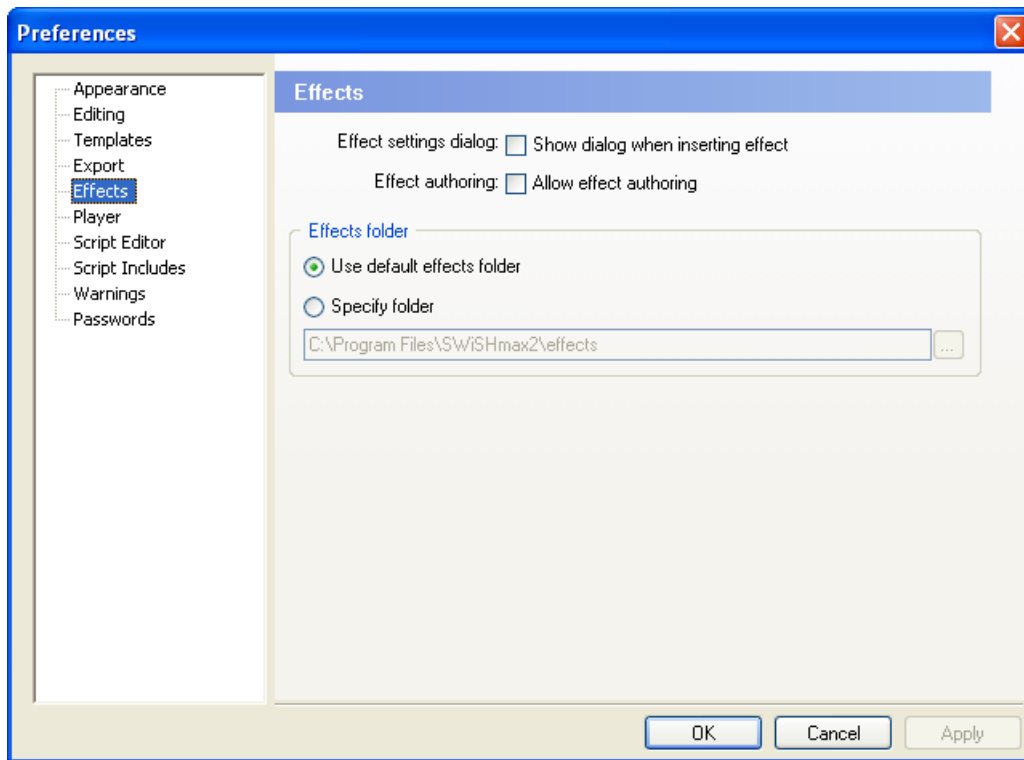 Preferences
Appearance
Editing
Templates
Export
Effects
Player
Script Editor
Script Includes
Warnings
Passwords
Effects
Effect settings dialog: Show dialog when inserting effect
Effect authoring: Allow effect authoring
Effects folder
Use default effects folder
Specify folder
C:\Program Files\SWiSHmax2\effects
...
OK Cancel Apply